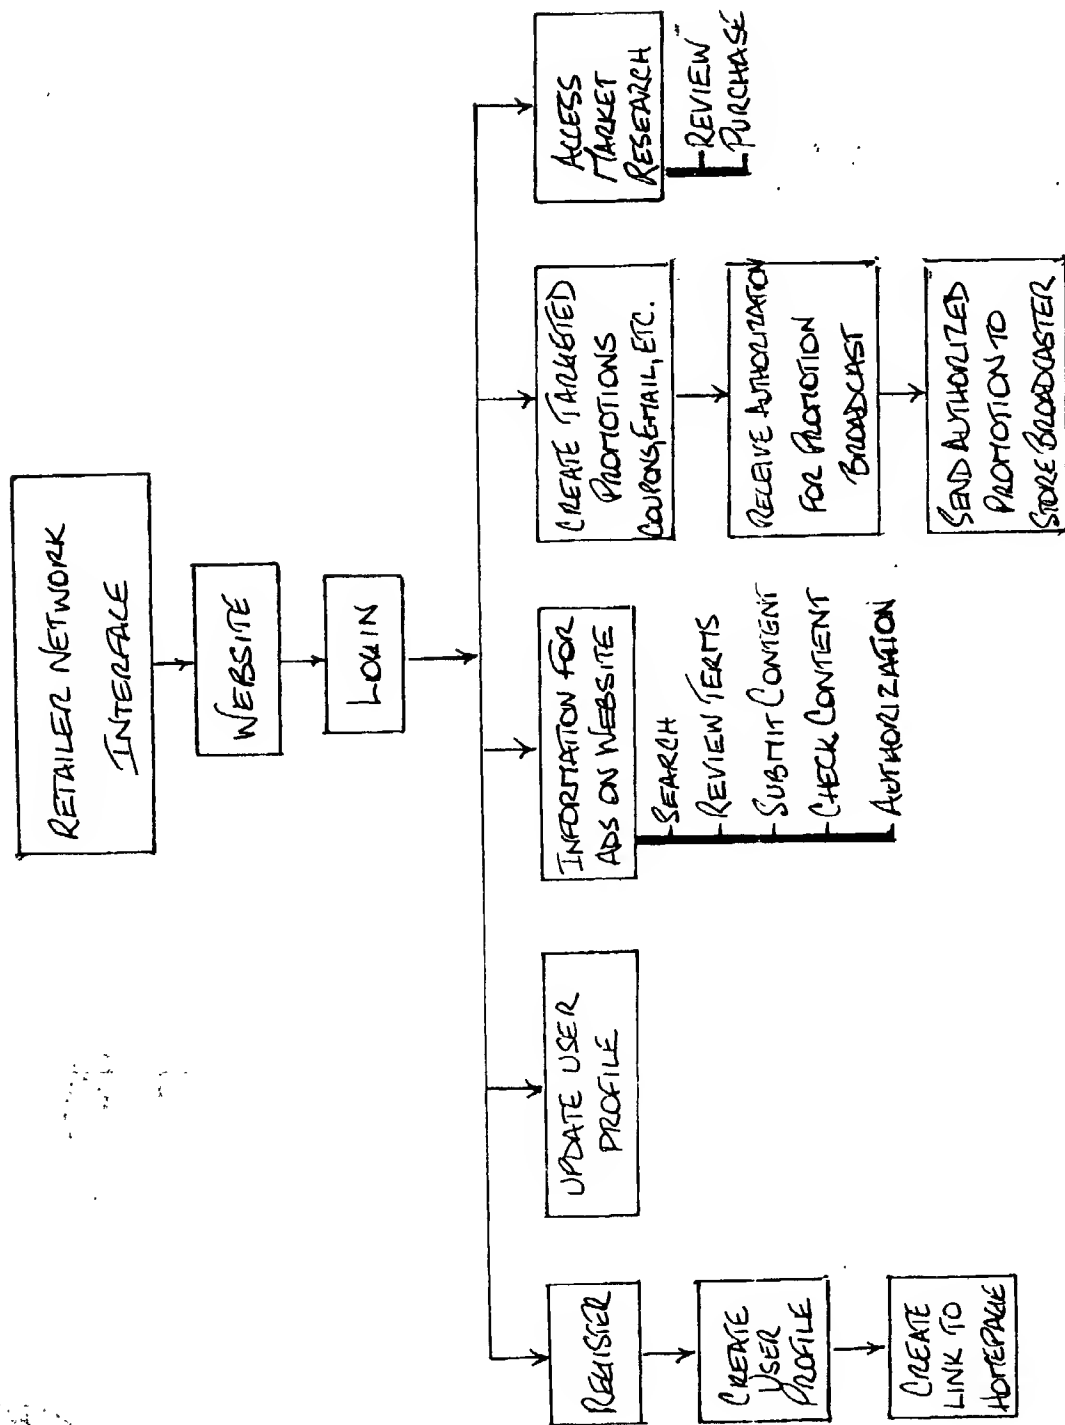 RETAILER NETWORK
INTERFACE
WEBSITE
LOGIN
REGISTER
CREATE
USER
PROFILE
CREATE
LINK TO
HOMEPAGE
UPDATE USER
PROFILE
INFORMATION FOR
ADS ON WEBSITE
SEARCH
REVIEW TERMS
SUBMIT CONTENT
CHECK CONTENT
AUTHORIZATION
CREATE TARGETED
PROMOTIONS
COUPONS, EMAIL, ETC.
RECEIVE AUTHORIZATION
FOR PROMOTION
BROADCAST
SEND AUTHORIZED
PROMOTION TO
STORE BROADCASTER
ACCESS
MARKET
RESEARCH
REVIEW
PURCHASE